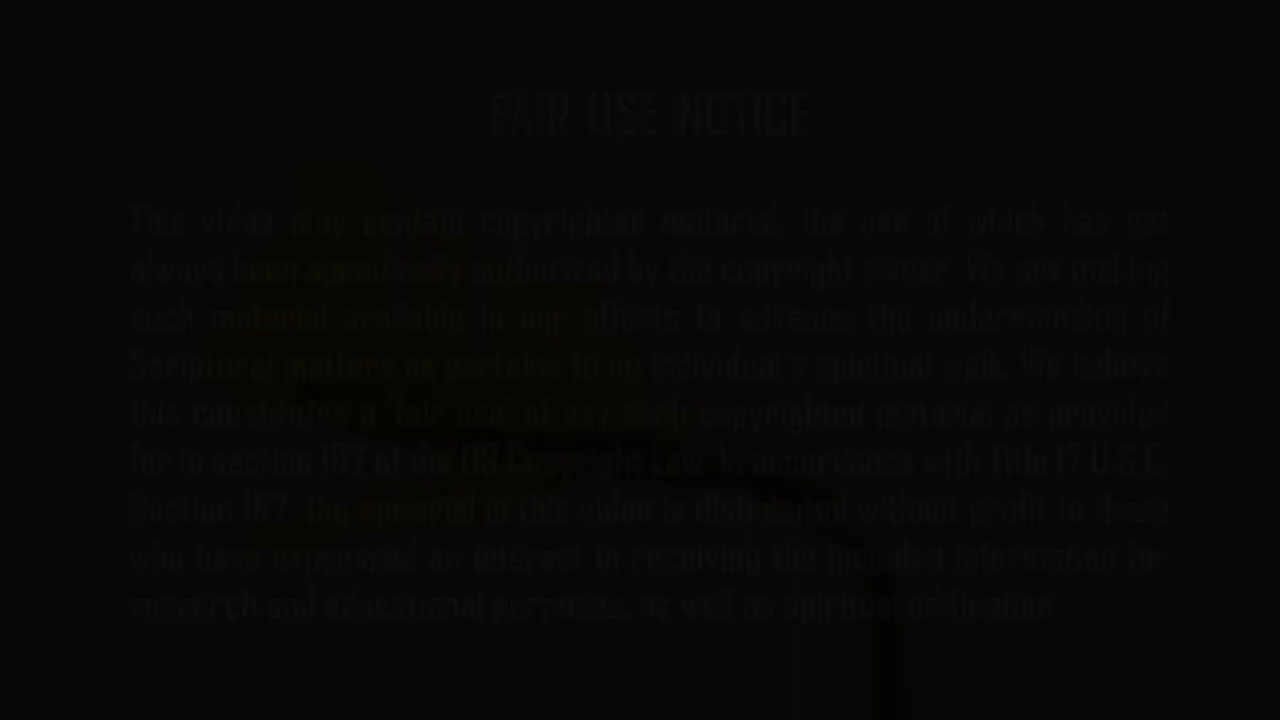 FAIR USE NOTICE
This video may contain copyrighted material, the use of which has not
always been specifically authorized by the copyright owner. We are making
such material available in our efforts to advance the understanding of
Scriptural matters as pertains to an individual's spiritual walk. We believe
this constitutes a 'fair use' of any such copyrighted material as provided
for in section 107 of the US Copyright Law. In accordance with Title 17 U.S.C.
Section 107, the material in this video is distributed without profit to those
who have expressed an interest in receiving the included information for
research and educational purposes, as well as spiritual edification.